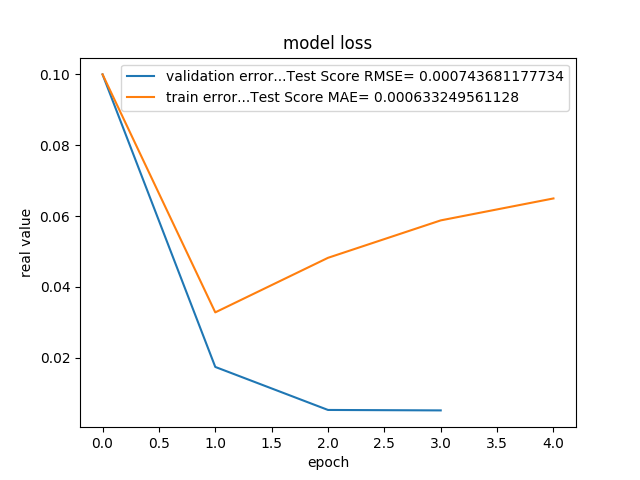 model loss
validation error...Test Score RMSE= 0.000743681177734
train error...Test Score MAE= 0.000633249561128
0.10
0.08
0.06
0.04
0.02
real value
0.0 0.5 1.0 1.5 2.0 2.5 3.0 3.5 4.0
epoch